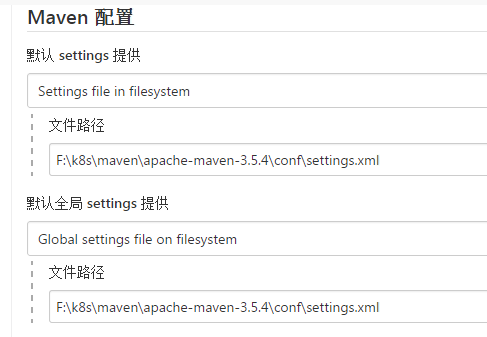 Maven 配置
默认 settings 提供
Settings file in filesystem
文件路径
F:\k8s\maven\apache-maven-3.5.4\conf\settings.xml
默认全局 settings 提供
Global settings file on filesystem
文件路径
F:\k8s\maven\apache-maven-3.5.4\conf\settings.xml